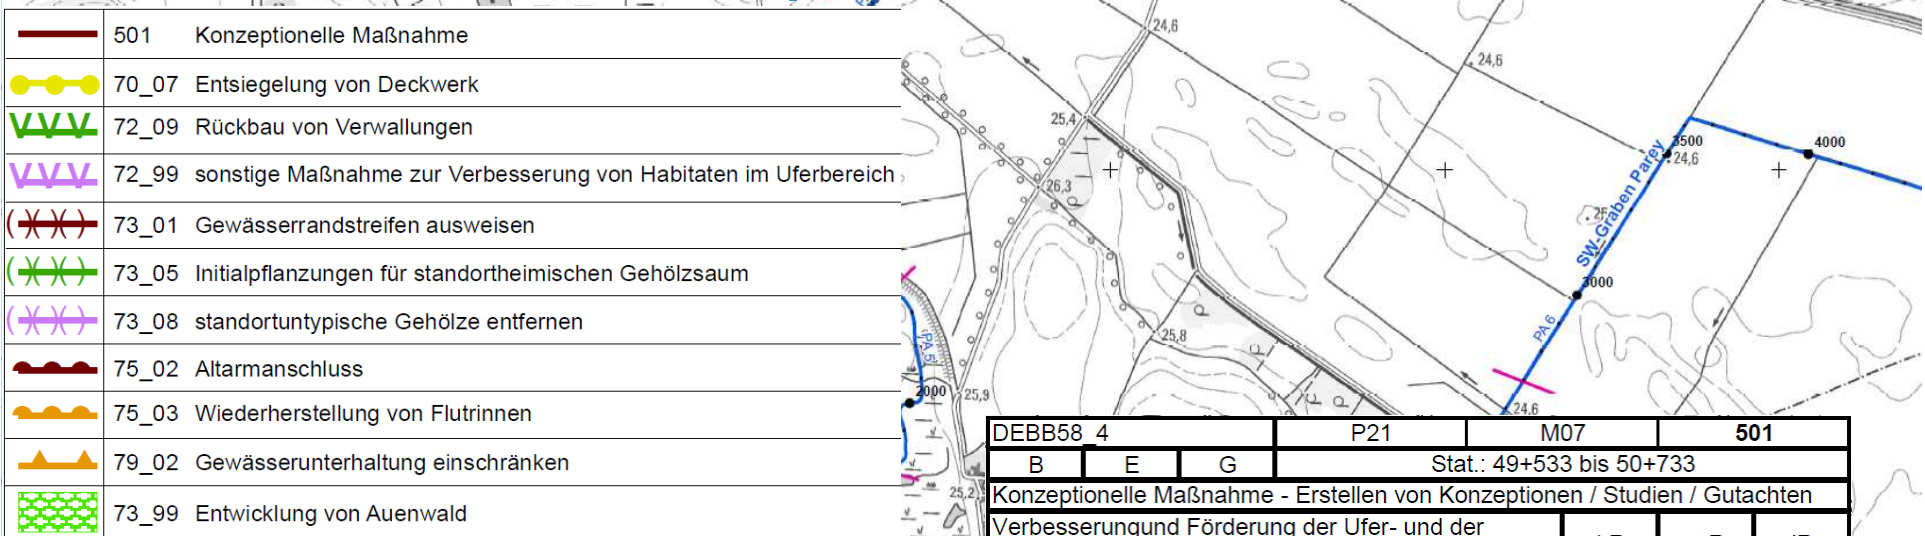 501 Konzeptionelle Maßnahme
70_07 Entsiegelung von Deckwerk
72_09 Rückbau von Verwallungen
72_99 sonstige Maßnahme zur Verbesserung von Habitaten im Uferbereich
73_01 Gewässerrandstreifen ausweisen
73_05 Initialpflanzungen für standortheimischen Gehölzsaum
73_08 standortuntypische Gehölze entfernen
75_02 Altarmanschluss
75_03 Wiederherstellung von Flutrinnen
79_02 Gewässerunterhaltung einschränken
73_99 Entwicklung von Auenwald
24,6
24,6
25,4
26,3
3500
24,6
4000
SW-Graben Parey
3000
PA 6
25,8
PA 5
2000
25,9
24,6
25,2
DEBB58_4 P21 M07 501
B E G Stat.: 49+533 bis 50+733
Konzeptionelle Maßnahme - Erstellen von Konzeptionen / Studien / Gutachten
Verbesserungund Förderung der Ufer- und der